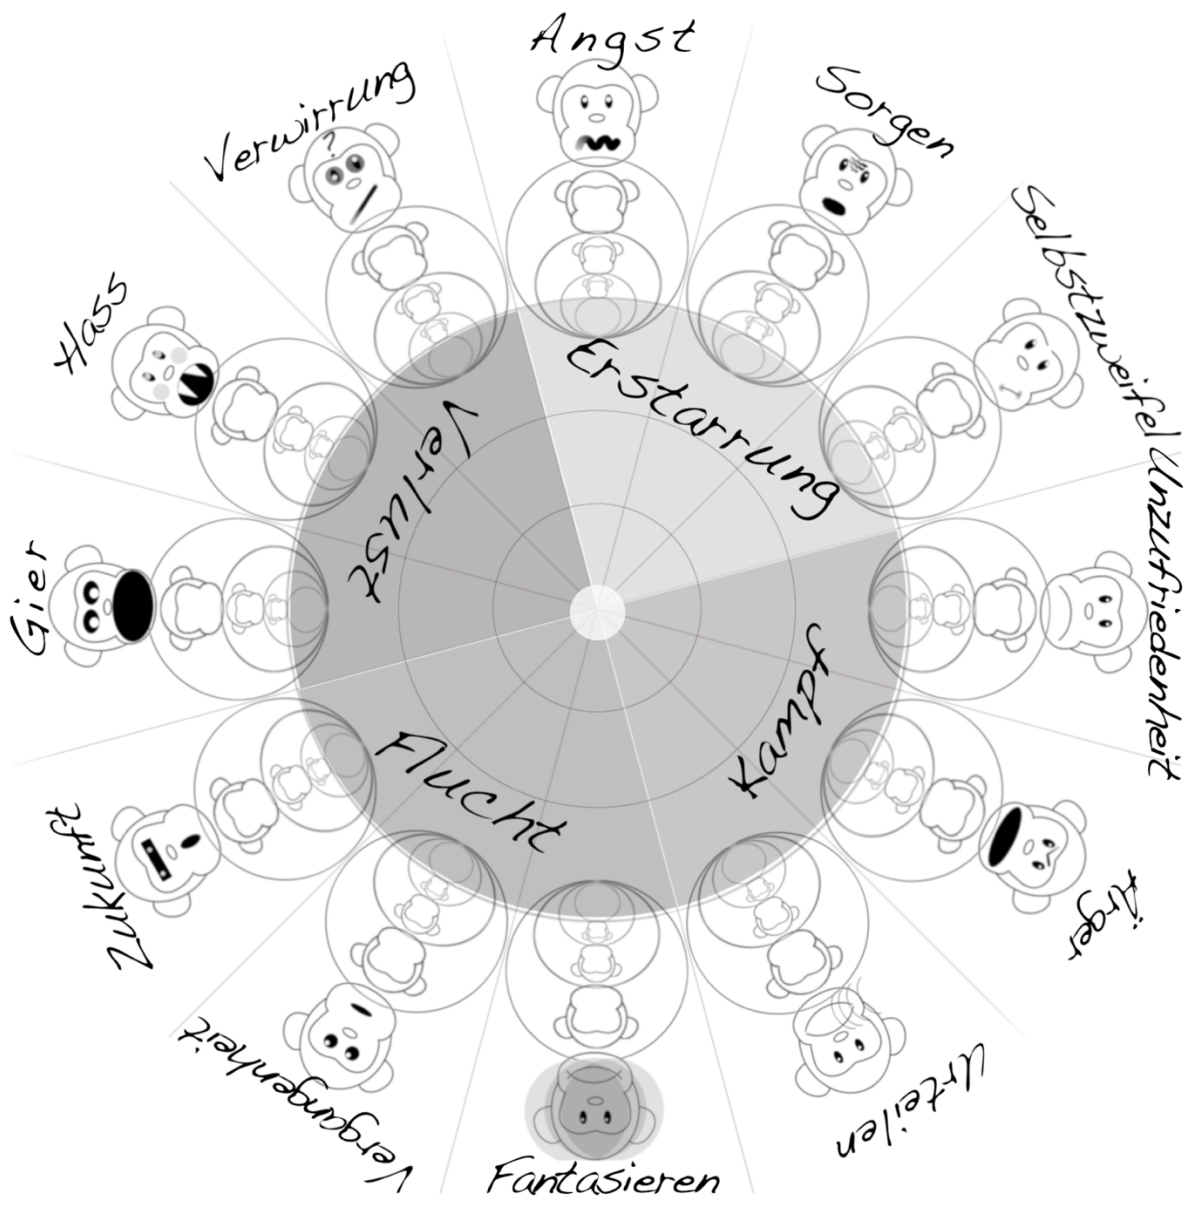 Angst
Sorgen
Selbstzweifel
Unzufriedenheit
Ärger
Urteilen
Fantasieren
Vergangenheit
Zukunft
Gier
Hass
Verwirrung
?
Erstarrung
Kampf
Flucht
Verlust